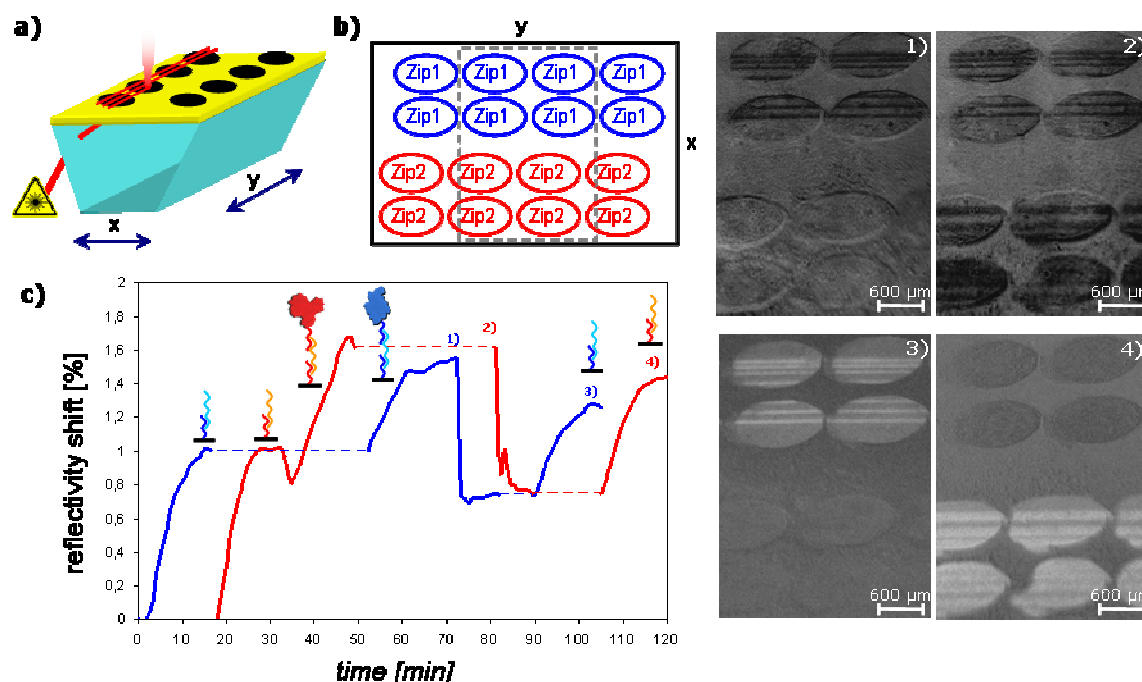 a)
x
y
b)
y
x
Zip1 Zip1 Zip1 Zip1
Zip1 Zip1 Zip1 Zip1
Zip2 Zip2 Zip2 Zip2
Zip2 Zip2 Zip2 Zip2
c)
reflectivity shift [%]
2
1,8
1,6
1,4
1,2
1
0,8
0,6
0,4
0,2
0
0 10 20 30 40 50 60 70 80 90 100 110 120
time [min]
1)
2)
3)
4)
1)
600 µm
2)
600 µm
3)
600 µm
4)
600 µm